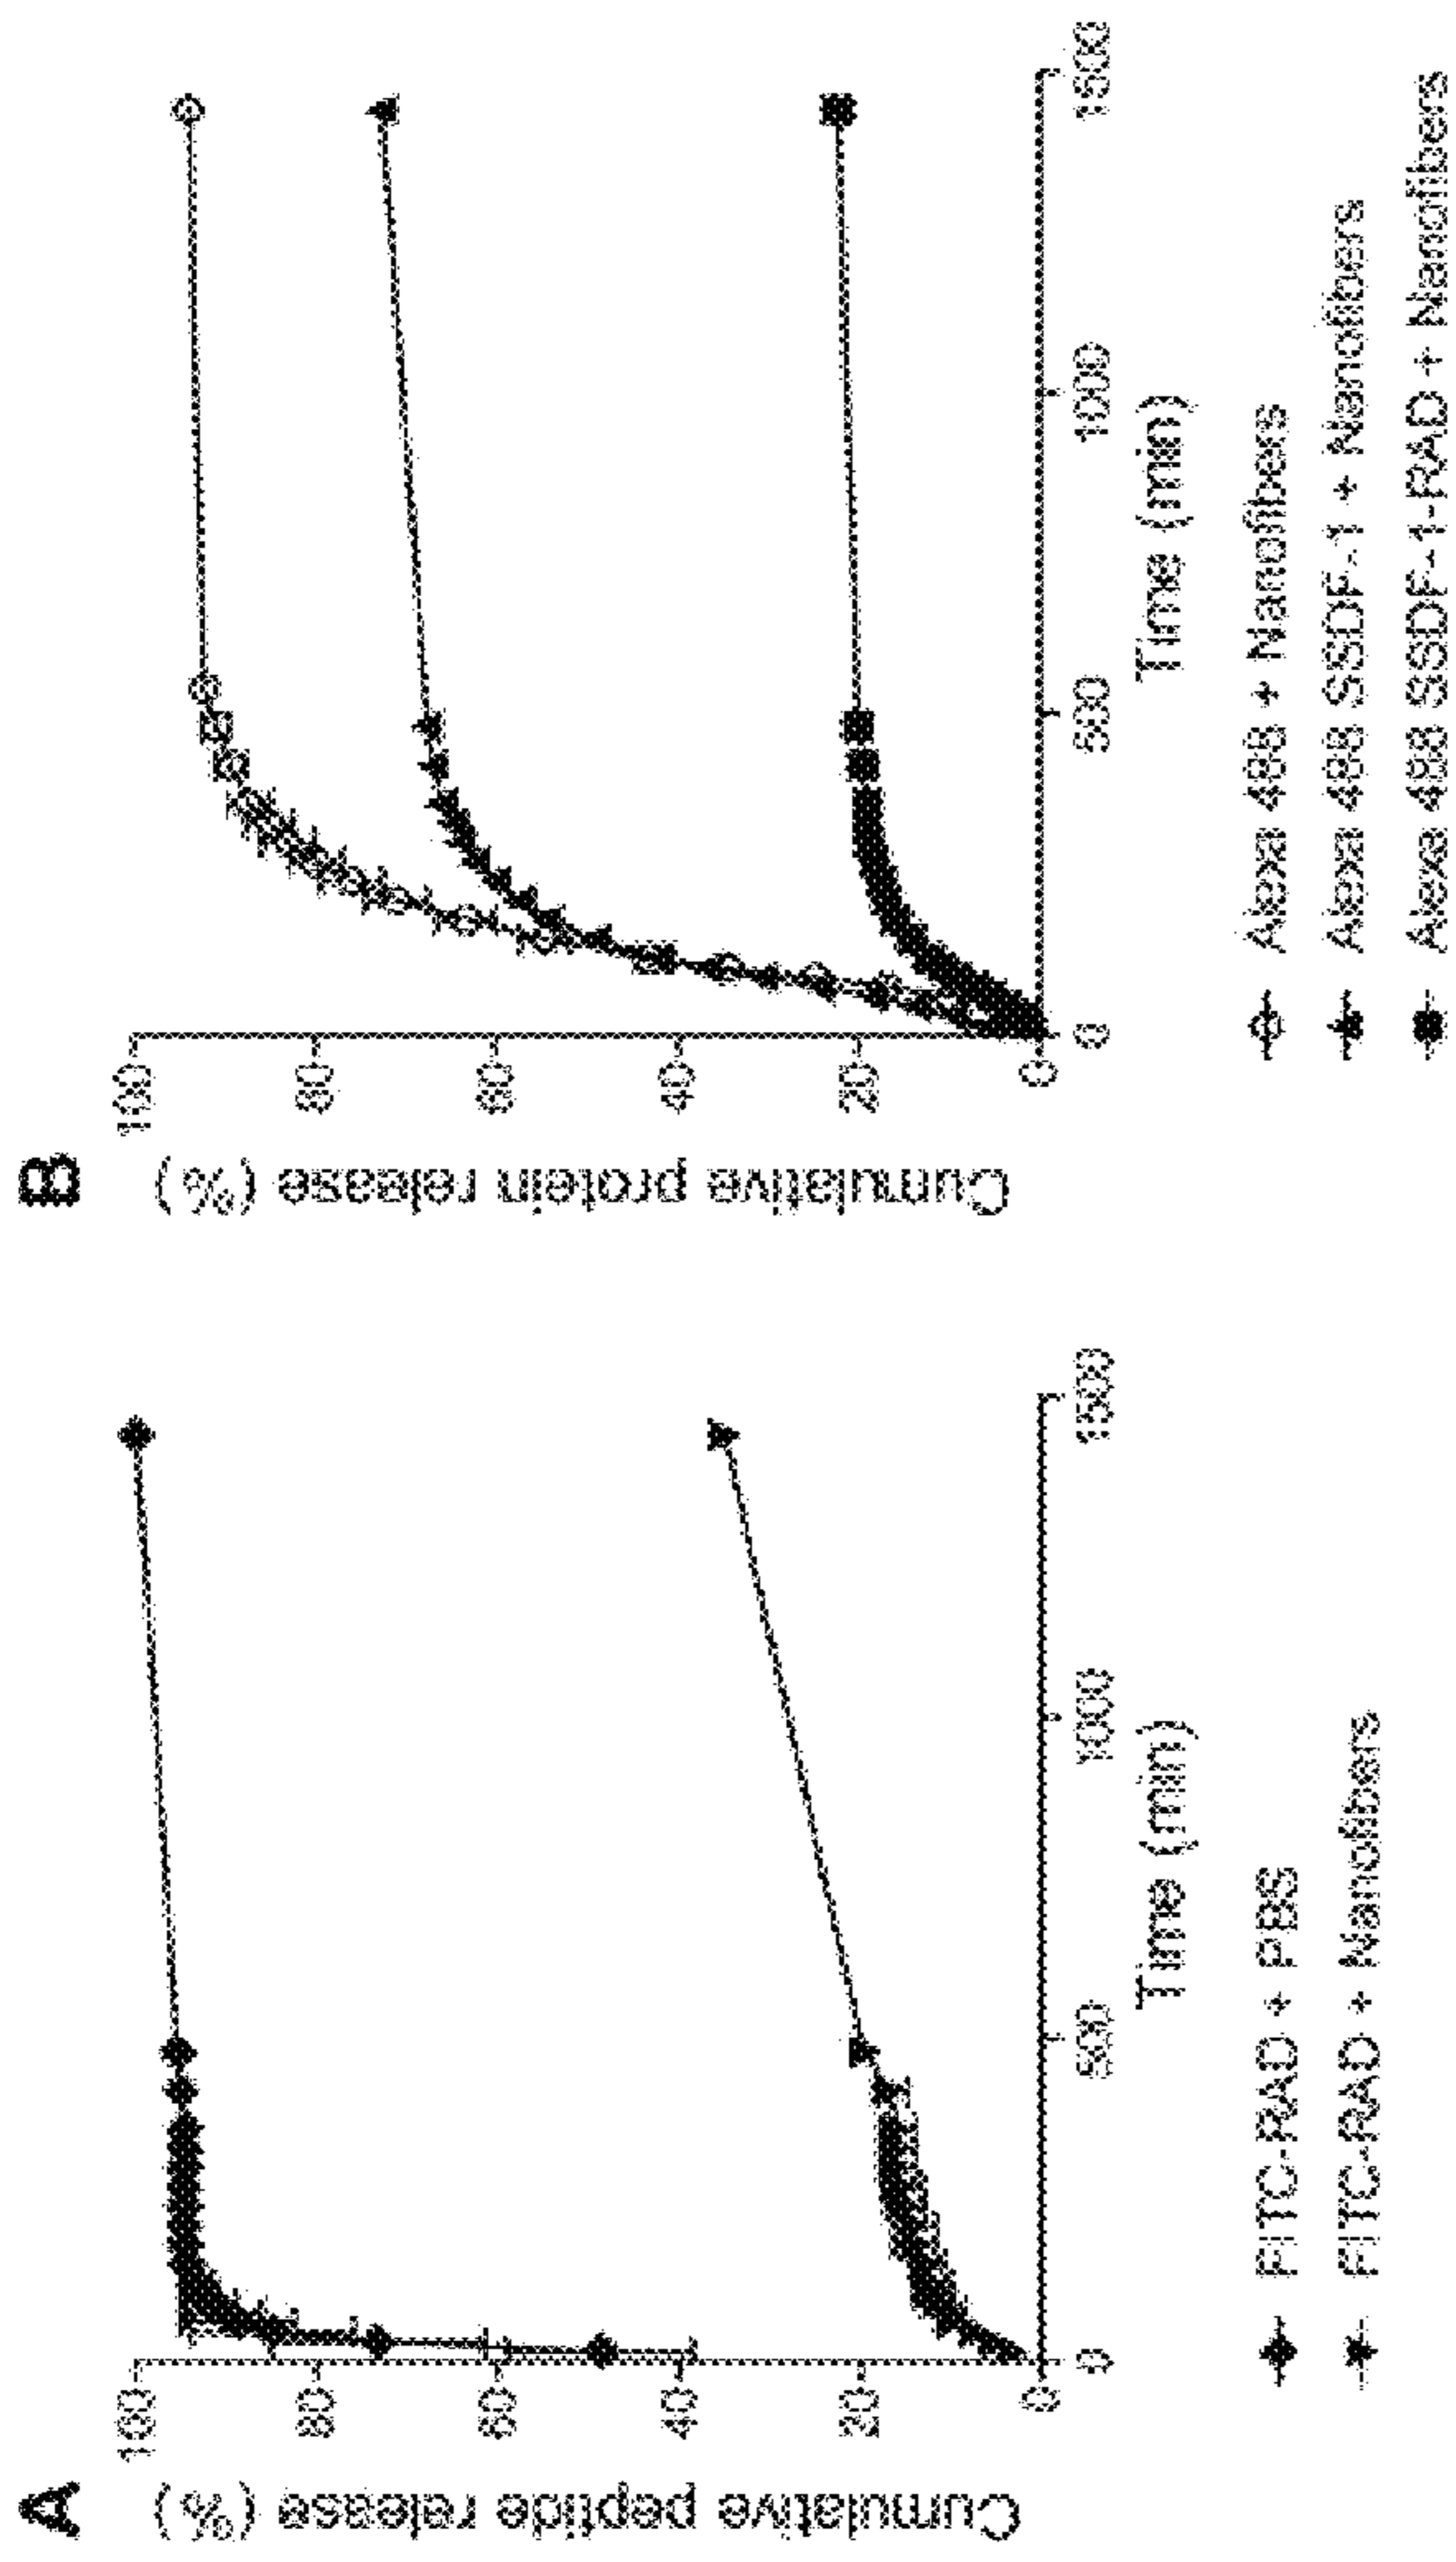 A
Cumulative peptide release (%)
100
80
60
40
20
0
0
500
1000
1500
Time (min)
FITC-RAD + PBS
FITC-RAD + Nanofibers
B
Cumulative protein release (%)
100
80
60
40
20
0
0
500
1000
1500
Time (min)
Alexa 488 + Nanofibers
Alexa 488 SSDF-1 + Nanofibers
Alexa 488 SSDF-1-RAD + Nanofibers